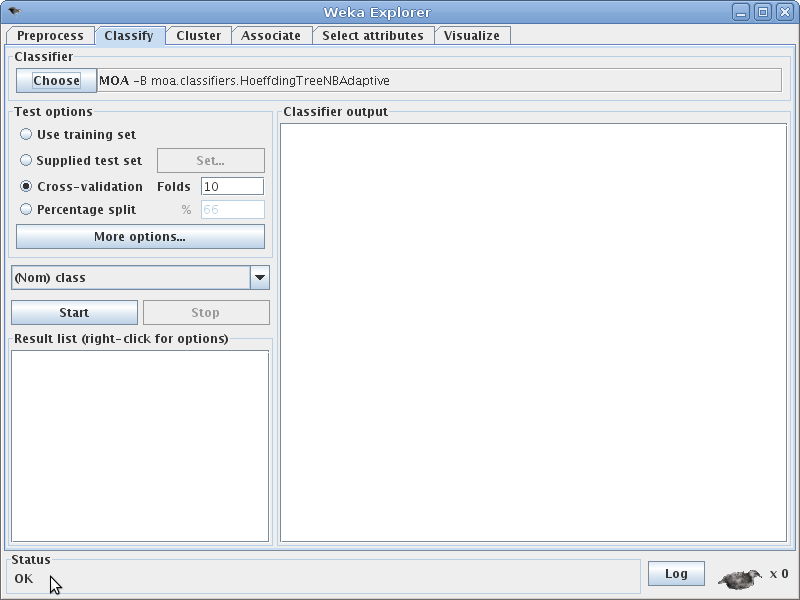 Weka Explorer
Preprocess Classify Cluster Associate Select attributes Visualize
Classifier
Choose MOA -B moa.classifiers.HoeffdingTreeNBAdaptive
Test options
Use training set
Supplied test set Set...
Cross-validation Folds 10
Percentage split % 66
More options...
(Nom) class
Start Stop
Result list (right-click for options)
Classifier output
Status
OK
Log x 0